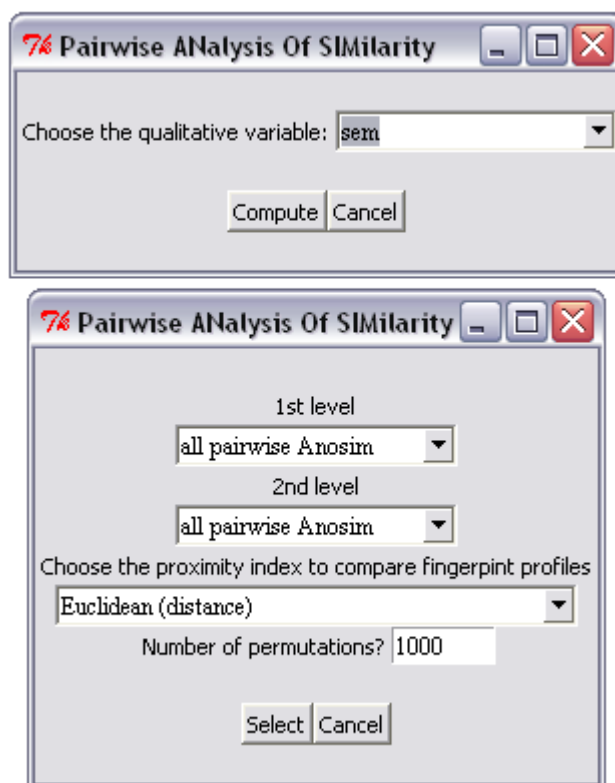 Pairwise ANalysis Of SIMilarity
Choose the qualitative variable: sem
Compute Cancel
Pairwise ANalysis Of SIMilarity
1st level
all pairwise Anosim
2nd level
all pairwise Anosim
Choose the proximity index to compare fingerpint profiles
Euclidean (distance)
Number of permutations? 1000
Select Cancel